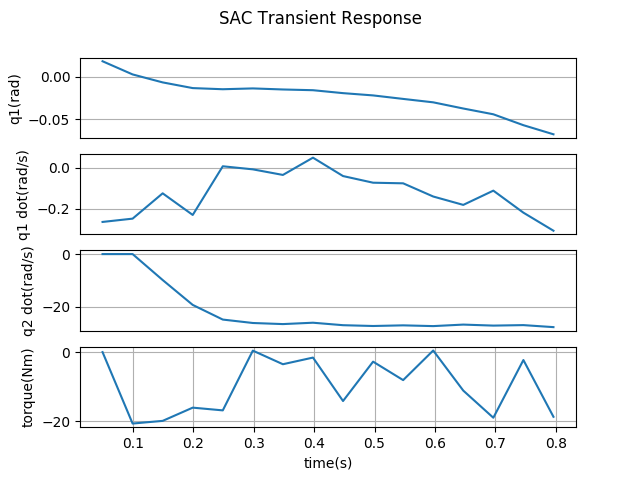 SAC Transient Response
q1(rad)
0.00
−0.05
q1 dot(rad/s)
0.0
−0.2
q2 dot(rad/s)
0
−20
torque(Nm)
0
−20
0.1 0.2 0.3 0.4 0.5 0.6 0.7 0.8
time(s)